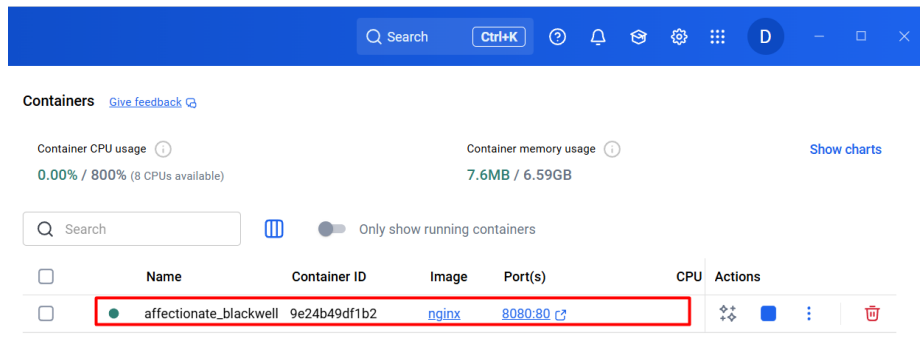 Search Ctrl+K D
Containers Give feedback
Container CPU usage Container memory usage Show charts
0.00% / 800% (8 CPUs available) 7.6MB / 6.59GB
Search Only show running containers
Name Container ID Image Port(s) CPU Actions
affectionate_blackwell 9e24b49df1b2 nginx 8080:80